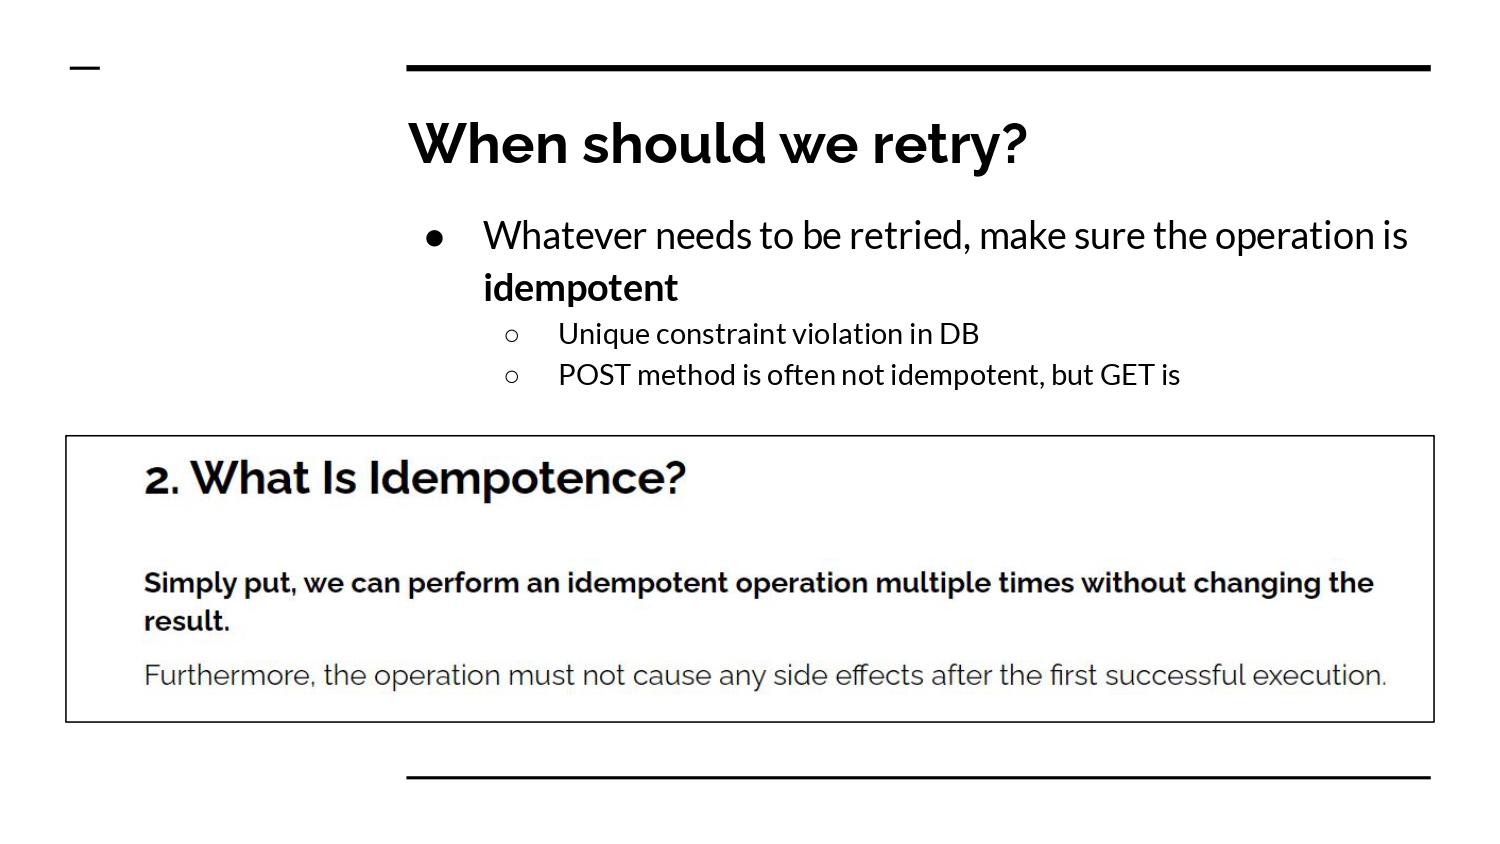 When should we retry?
● Whatever needs to be retried, make sure the operation is
idempotent
○ Unique constraint violation in DB
○ POST method is often not idempotent, but GET is
2. What Is Idempotence?
Simply put, we can perform an idempotent operation multiple times without changing the
result.
Furthermore, the operation must not cause any side effects after the first successful execution.